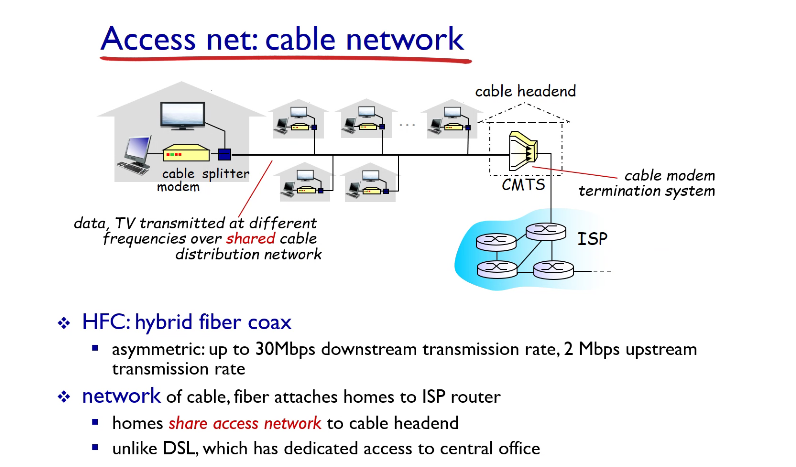 Access net: cable network
cable headend
...
cable splitter
modem
CMTS
cable modem
termination system
data, TV transmitted at different
frequencies over shared cable
distribution network
ISP
❖ HFC: hybrid fiber coax
▪ asymmetric: up to 30Mbps downstream transmission rate, 2 Mbps upstream
transmission rate
❖ network of cable, fiber attaches homes to ISP router
▪ homes share access network to cable headend
▪ unlike DSL, which has dedicated access to central office